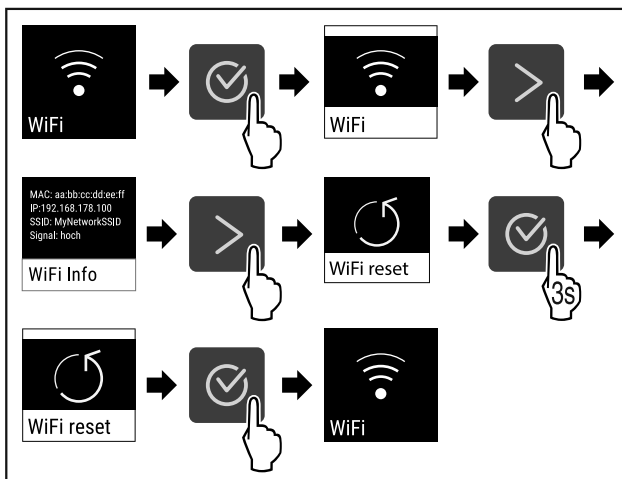 WiFi
WiFi
MAC: aa:bb:cc:dd:ee:ff
IP:192.168.178.100
SSID: MyNetworkSSID
Signal: hoch
WiFi Info
WiFi reset
3s
WiFi reset
WiFi